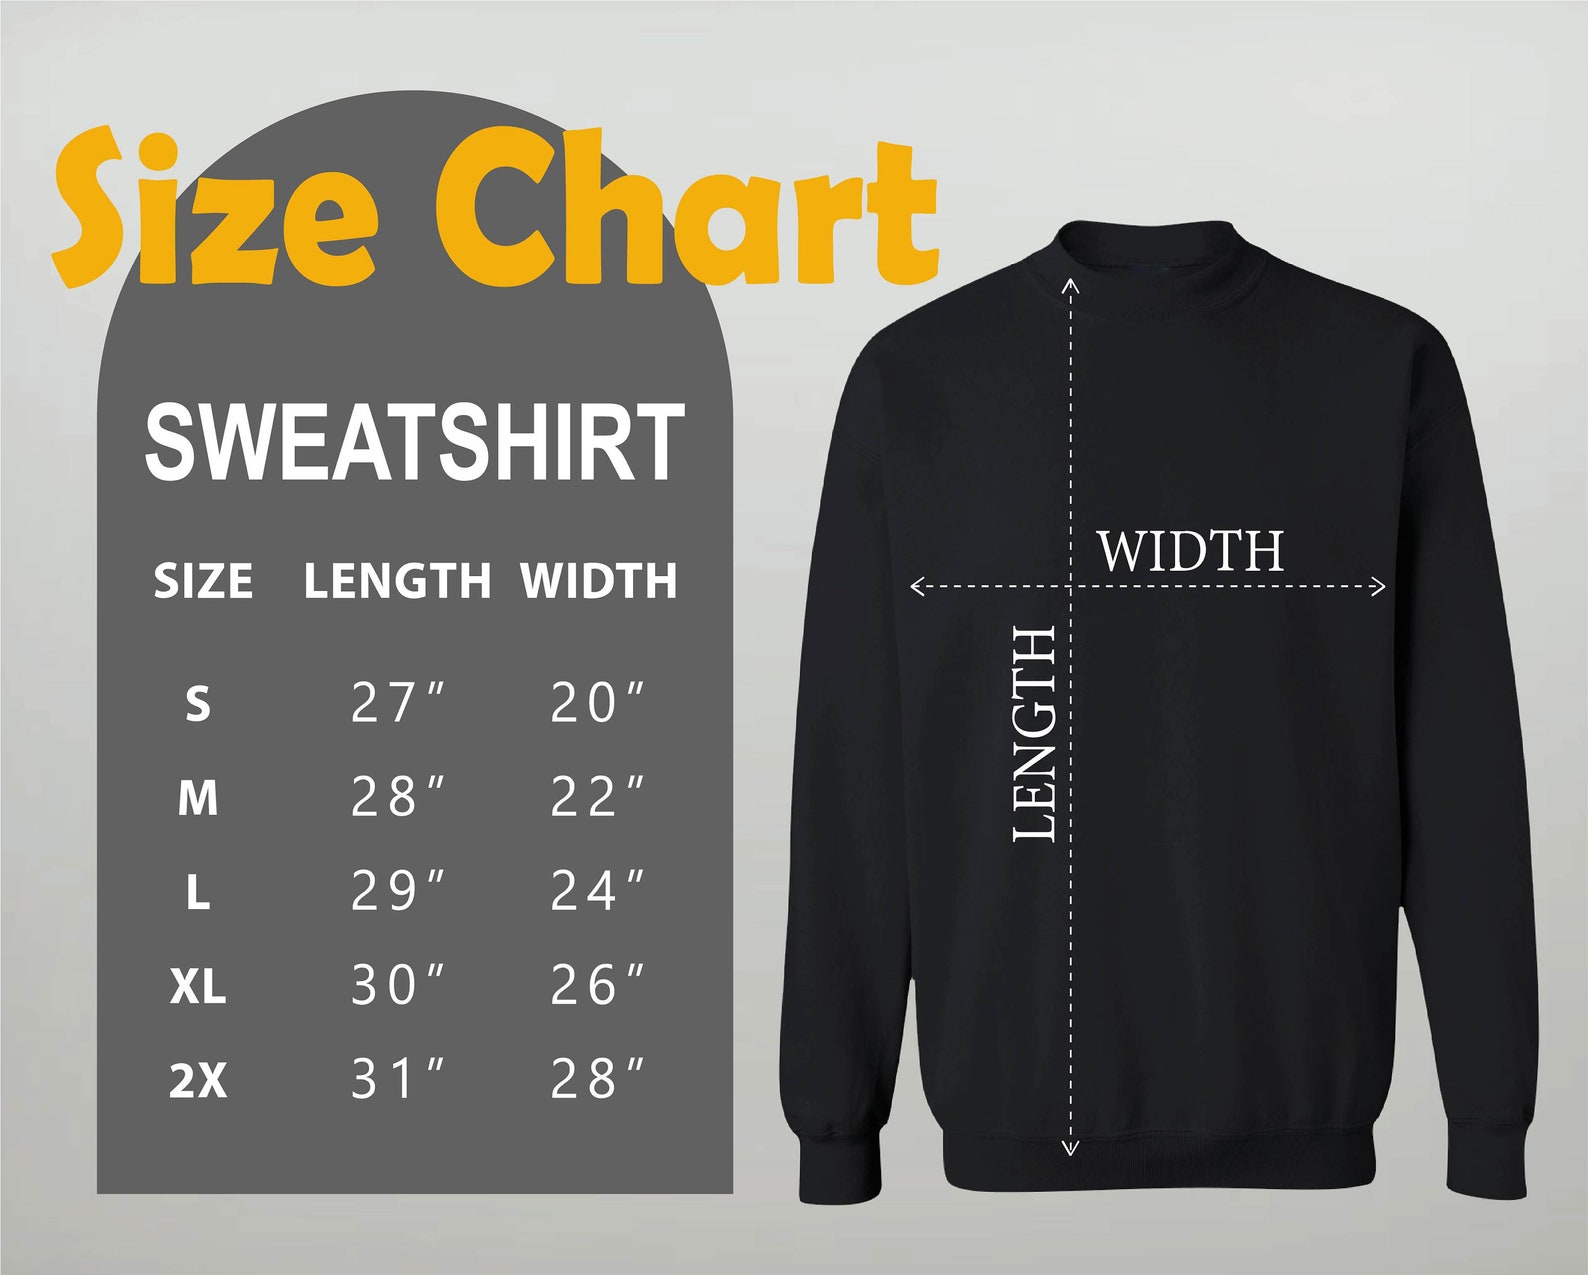 Size Chart
SWEATSHIRT
SIZE LENGTH WIDTH
S 27" 20"
M 28" 22"
L 29" 24"
XL 30" 26"
2X 31" 28"
WIDTH
LENGTH